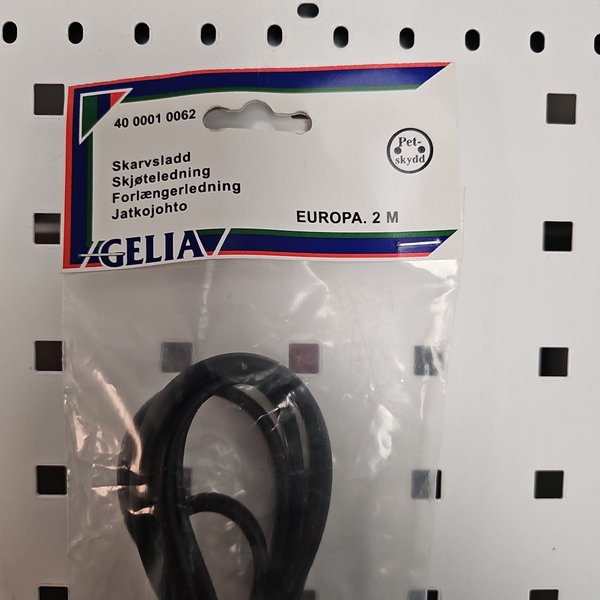 40 0001 0062
Pet-
skydd
Skarvsladd
Skjøteledning
Forlængerledning
Jatkojohto
EUROPA. 2 M
GELIA